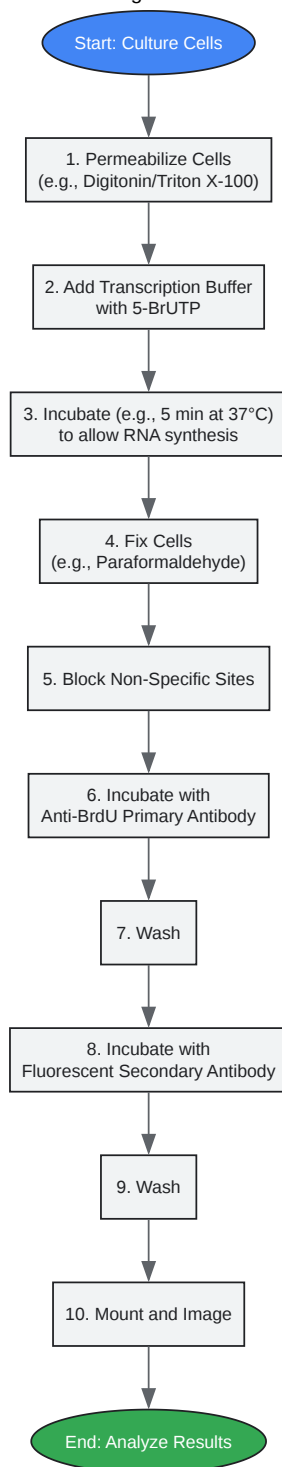 Start: Culture Cells
1. Permeabilize Cells
(e.g., Digitonin/Triton X-100)
2. Add Transcription Buffer
with 5-BrUTP
3. Incubate (e.g., 5 min at 37°C)
to allow RNA synthesis
4. Fix Cells
(e.g., Paraformaldehyde)
5. Block Non-Specific Sites
6. Incubate with
Anti-BrdU Primary Antibody
7. Wash
8. Incubate with
Fluorescent Secondary Antibody
9. Wash
10. Mount and Image
End: Analyze Results